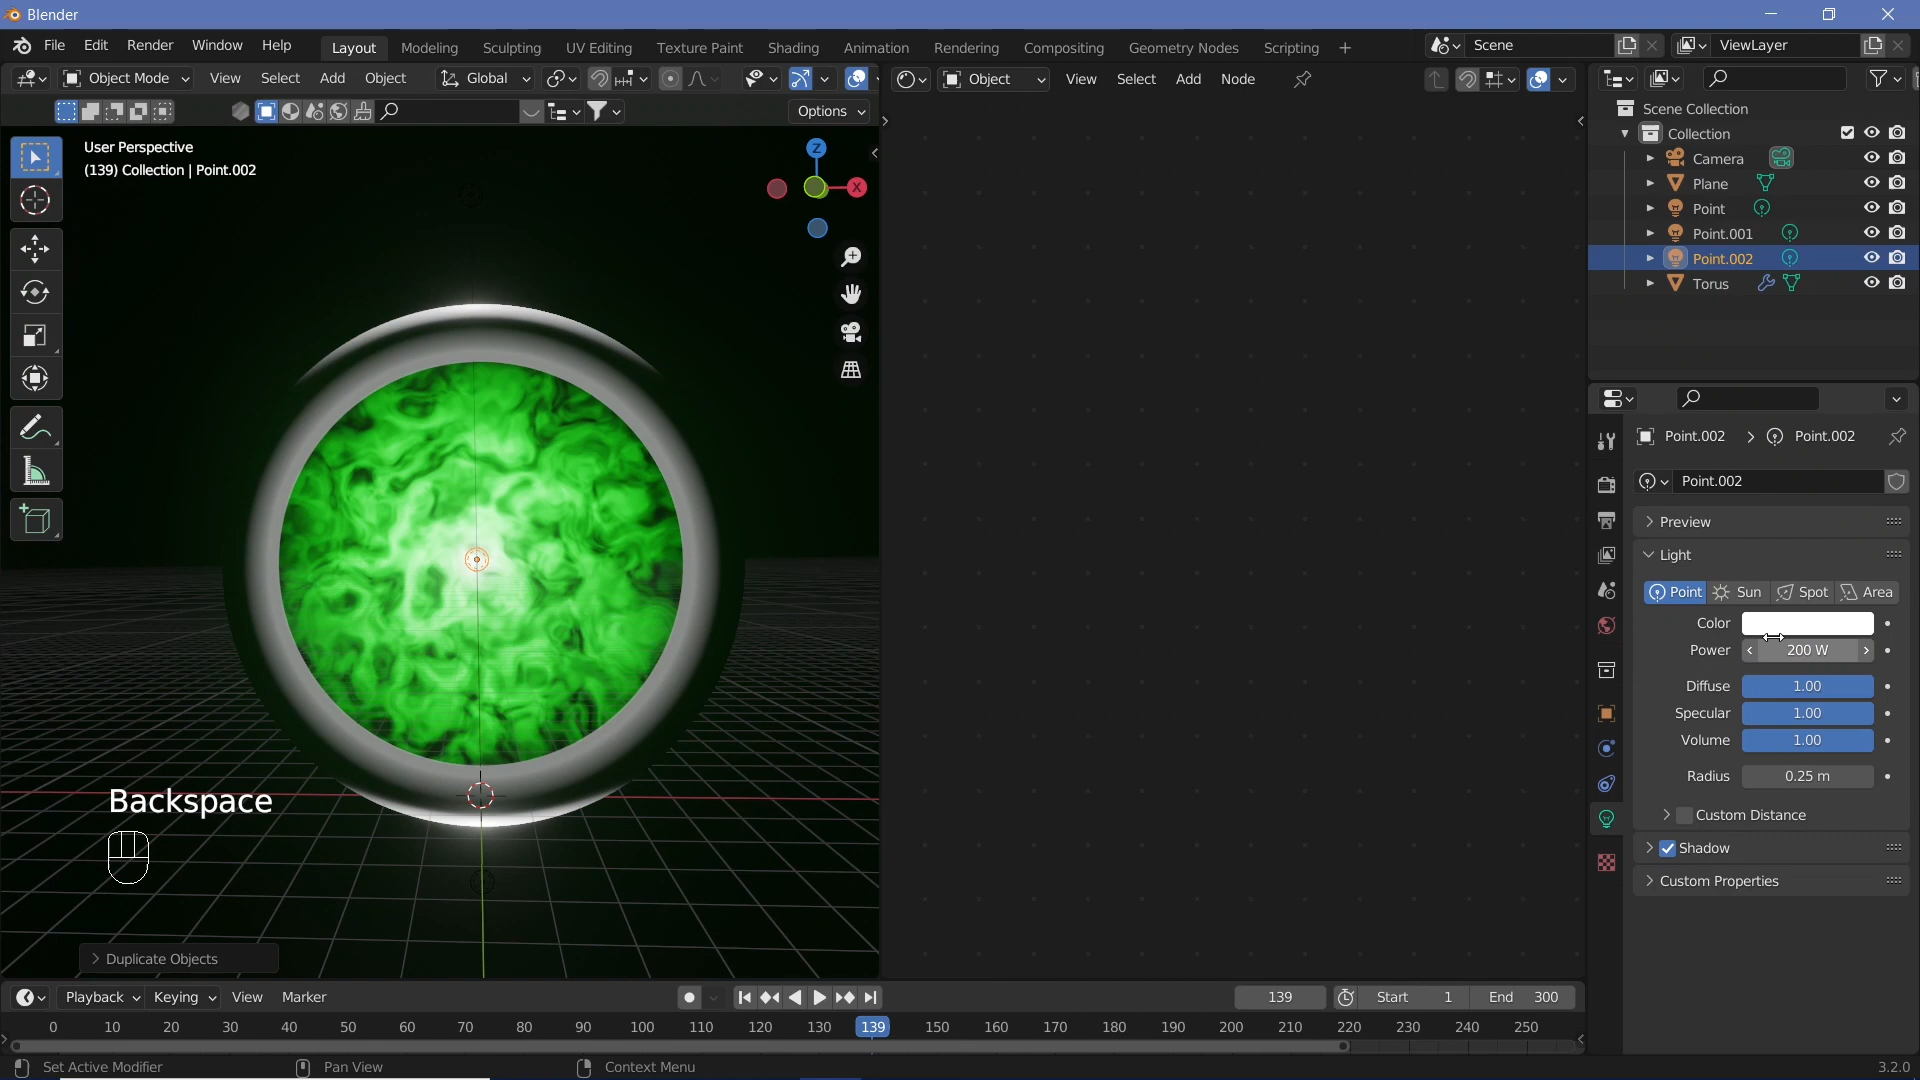 Blender
File Edit Render Window Help Layout Modeling Sculpting UV Editing Texture Paint Shading Animation Rendering Compositing Geometry Nodes Scripting + Scene ViewLayer
Object Mode View Select Add Object Global Object View Select Add Node
Options
User Perspective
(139) Collection | Point.002
Z
X
Scene Collection
Collection
Camera
Plane
Point
Point.001
Point.002
Torus
Point.002 > Point.002
Point.002
Preview
Light
Point Sun Spot Area
Color
Power 200 W
Diffuse 1.00
Specular 1.00
Volume 1.00
Radius 0.25 m
Custom Distance
Shadow
Custom Properties
Backspace
Duplicate Objects
Playback Keying View Marker 139 Start 1 End 300
0 10 20 30 40 50 60 70 80 90 100 110 120 130 139 150 160 170 180 190 200 210 220 230 240 250
Set Active Modifier Pan View Context Menu 3.2.0